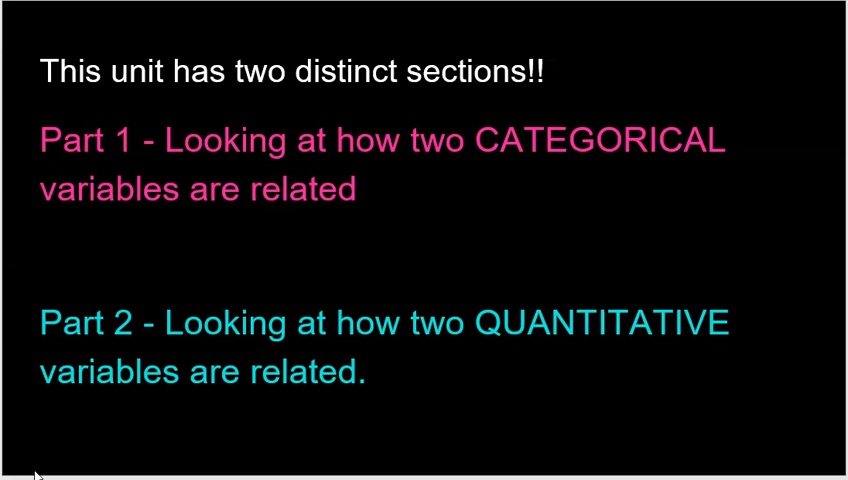 This unit has two distinct sections!!
Part 1 - Looking at how two CATEGORICAL
variables are related
Part 2 - Looking at how two QUANTITATIVE
variables are related.